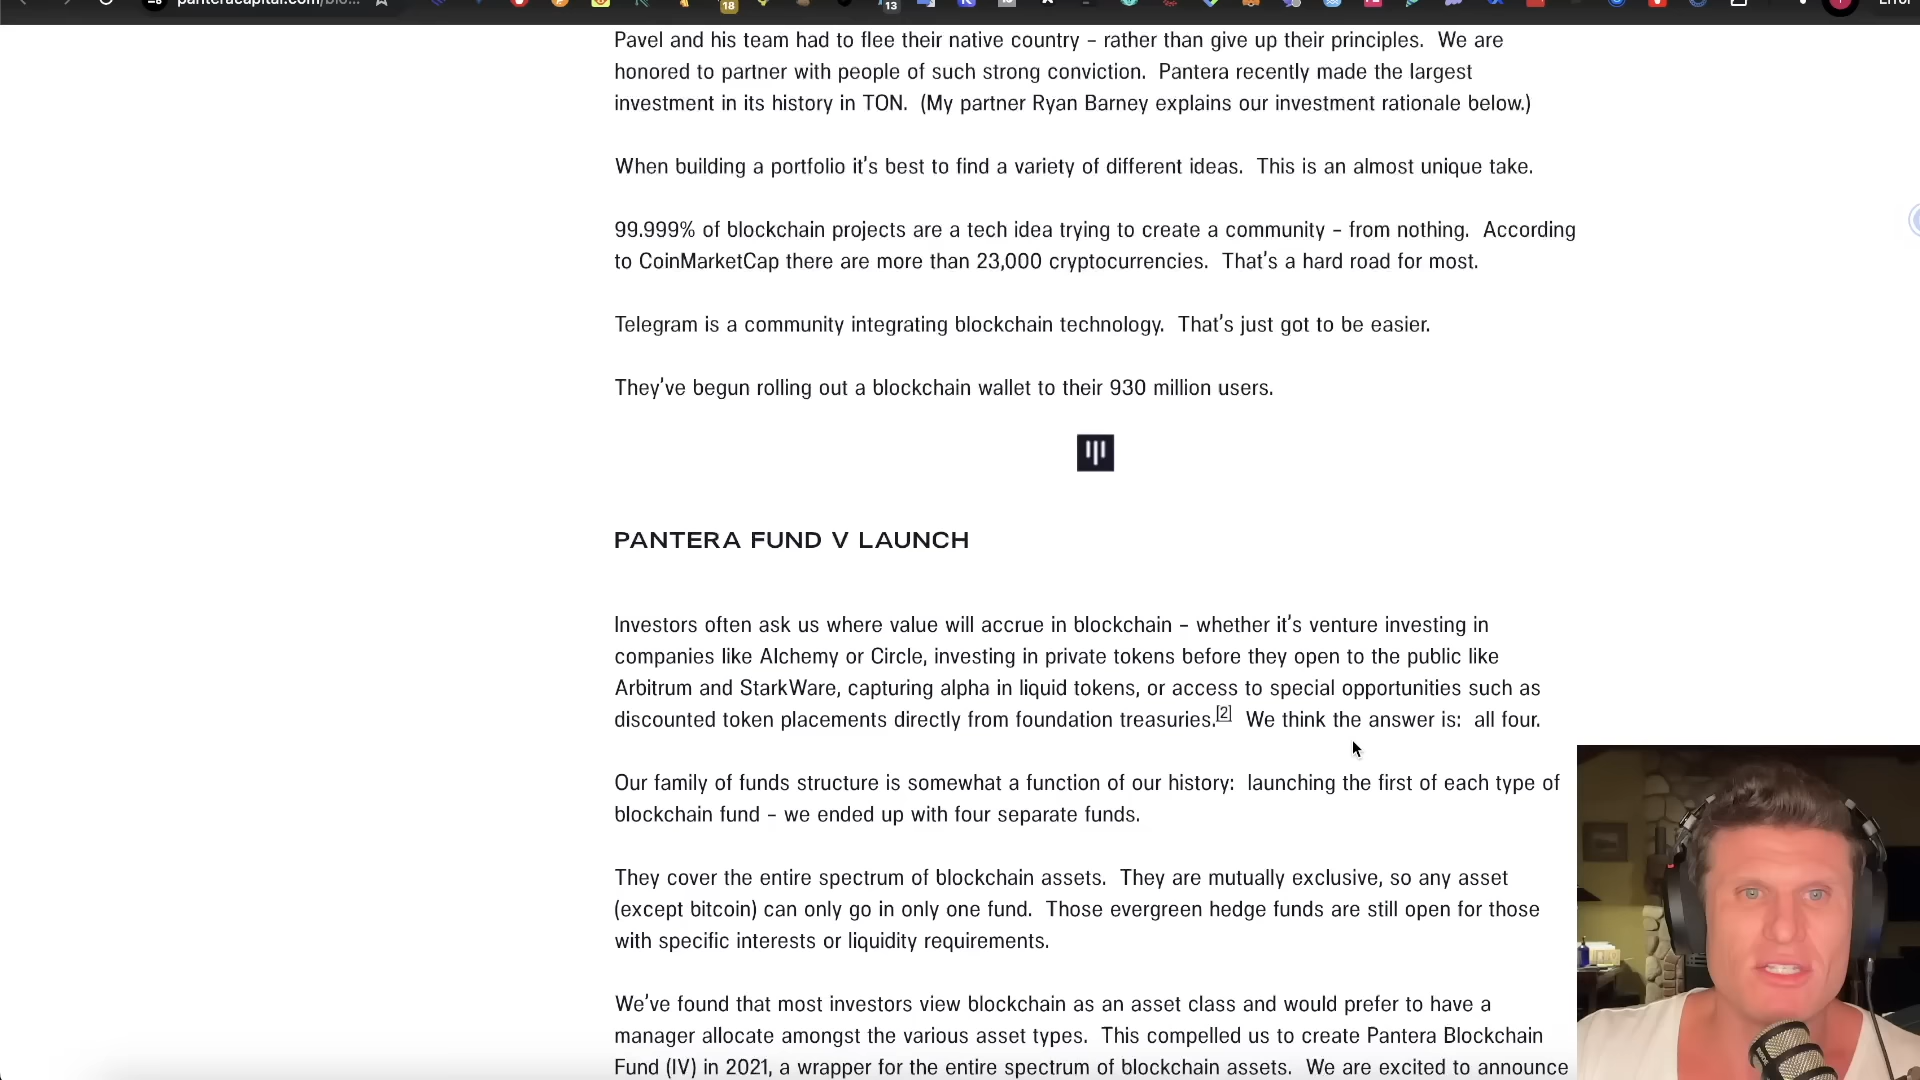 panteracapital.com/blo...
18
13
Error
Pavel and his team had to flee their native country – rather than give up their principles.  We are
honored to partner with people of such strong conviction.  Pantera recently made the largest
investment in its history in TON.  (My partner Ryan Barney explains our investment rationale below.)
When building a portfolio it's best to find a variety of different ideas.  This is an almost unique take.
99.999% of blockchain projects are a tech idea trying to create a community – from nothing.  According
to CoinMarketCap there are more than 23,000 cryptocurrencies.  That's a hard road for most.
Telegram is a community integrating blockchain technology.  That's just got to be easier.
They've begun rolling out a blockchain wallet to their 930 million users.
PANTERA FUND V LAUNCH
Investors often ask us where value will accrue in blockchain – whether it's venture investing in
companies like Alchemy or Circle, investing in private tokens before they open to the public like
Arbitrum and StarkWare, capturing alpha in liquid tokens, or access to special opportunities such as
discounted token placements directly from foundation treasuries.[2]  We think the answer is:  all four.
Our family of funds structure is somewhat a function of our history:  launching the first of each type of
blockchain fund – we ended up with four separate funds.
They cover the entire spectrum of blockchain assets.  They are mutually exclusive, so any asset
(except bitcoin) can only go in only one fund.  Those evergreen hedge funds are still open for those
with specific interests or liquidity requirements.
We've found that most investors view blockchain as an asset class and would prefer to have a
manager allocate amongst the various asset types.  This compelled us to create Pantera Blockchain
Fund (IV) in 2021, a wrapper for the entire spectrum of blockchain assets.  We are excited to announce